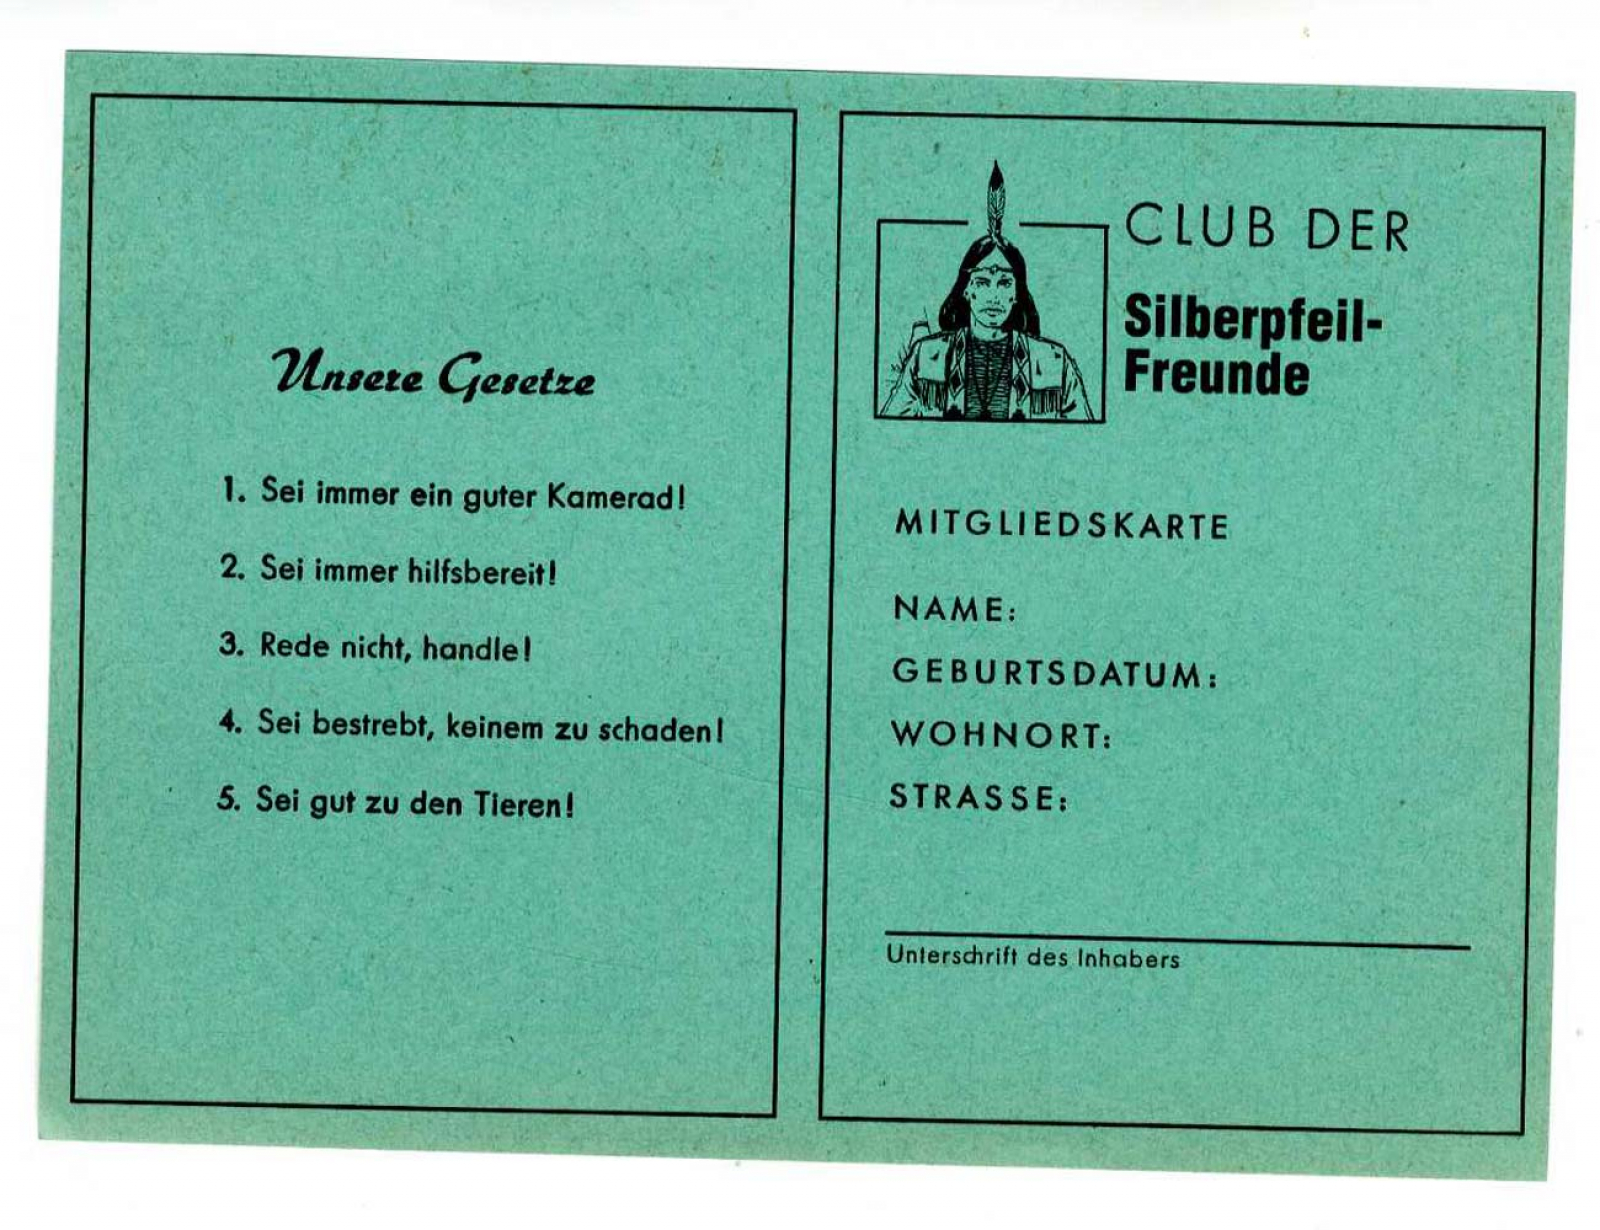 Unsere Gesetze
1. Sei immer ein guter Kamerad!
2. Sei immer hilfsbereit!
3. Rede nicht, handle!
4. Sei bestrebt, keinem zu schaden!
5. Sei gut zu den Tieren!
CLUB DER
Silberpfeil-
Freunde
MITGLIEDSKARTE
NAME:
GEBURTSDATUM:
WOHNORT:
STRASSE:
Unterschrift des Inhabers